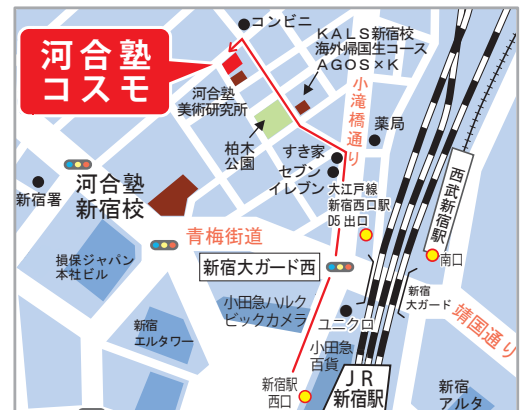 コンビニ
河合塾
コスモ
KALS新宿校
海外帰国生コース
AGOS×K
河合塾
美術研究所
小滝橋通り
薬局
柏木
公園
すき家
セブン
イレブン
大江戸線
新宿西口駅
D5出口
西武新宿駅
新宿署
河合塾
新宿校
青梅街道
南口
損保ジャパン
本社ビル
新宿大ガード西
新宿
大ガード
小田急ハルク
ビックカメラ
ユニクロ
靖国通り
新宿
エルタワー
小田急
百貨
JR
新宿駅
新宿駅
西口
新宿
アルタ